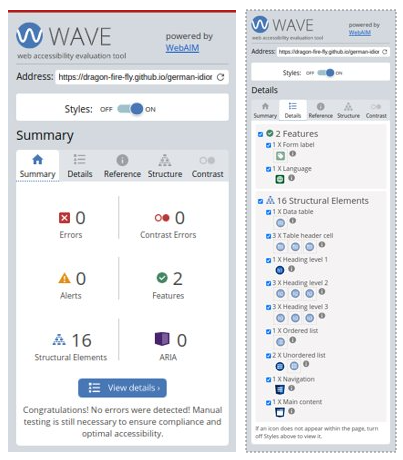 WAVE
powered by
WebAIM
web accessibility evaluation tool
Address: https://dragon-fire-fly.github.io/german-idior
Styles: OFF ON
Summary
Summary Details Reference Structure Contrast
0
Errors
0
Contrast Errors
0
Alerts
2
Features
16
Structural Elements
0
ARIA
View details ›
Congratulations! No errors were detected! Manual
testing is still necessary to ensure compliance and
optimal accessibility.
WAVE
powered by
WebAIM
web accessibility evaluation tool
Address: https://dragon-fire-fly.github.io/german-idior
Styles: OFF ON
Details
Summary Details Reference Structure Contrast
2 Features
1 X Form label
1 X Language
16 Structural Elements
1 X Data table
3 X Table header cell
1 X Heading level 1
3 X Heading level 2
3 X Heading level 3
1 X Ordered list
2 X Unordered list
1 X Navigation
1 X Main content
If an icon does not appear within the page, turn
off Styles above to view it.